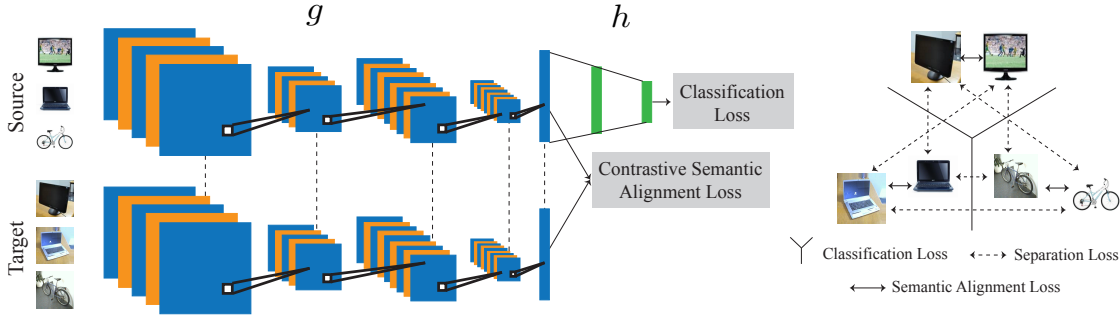 g
h
Source
Target
Classification
Loss
Contrastive Semantic
Alignment Loss
Classification Loss
Separation Loss
Semantic Alignment Loss